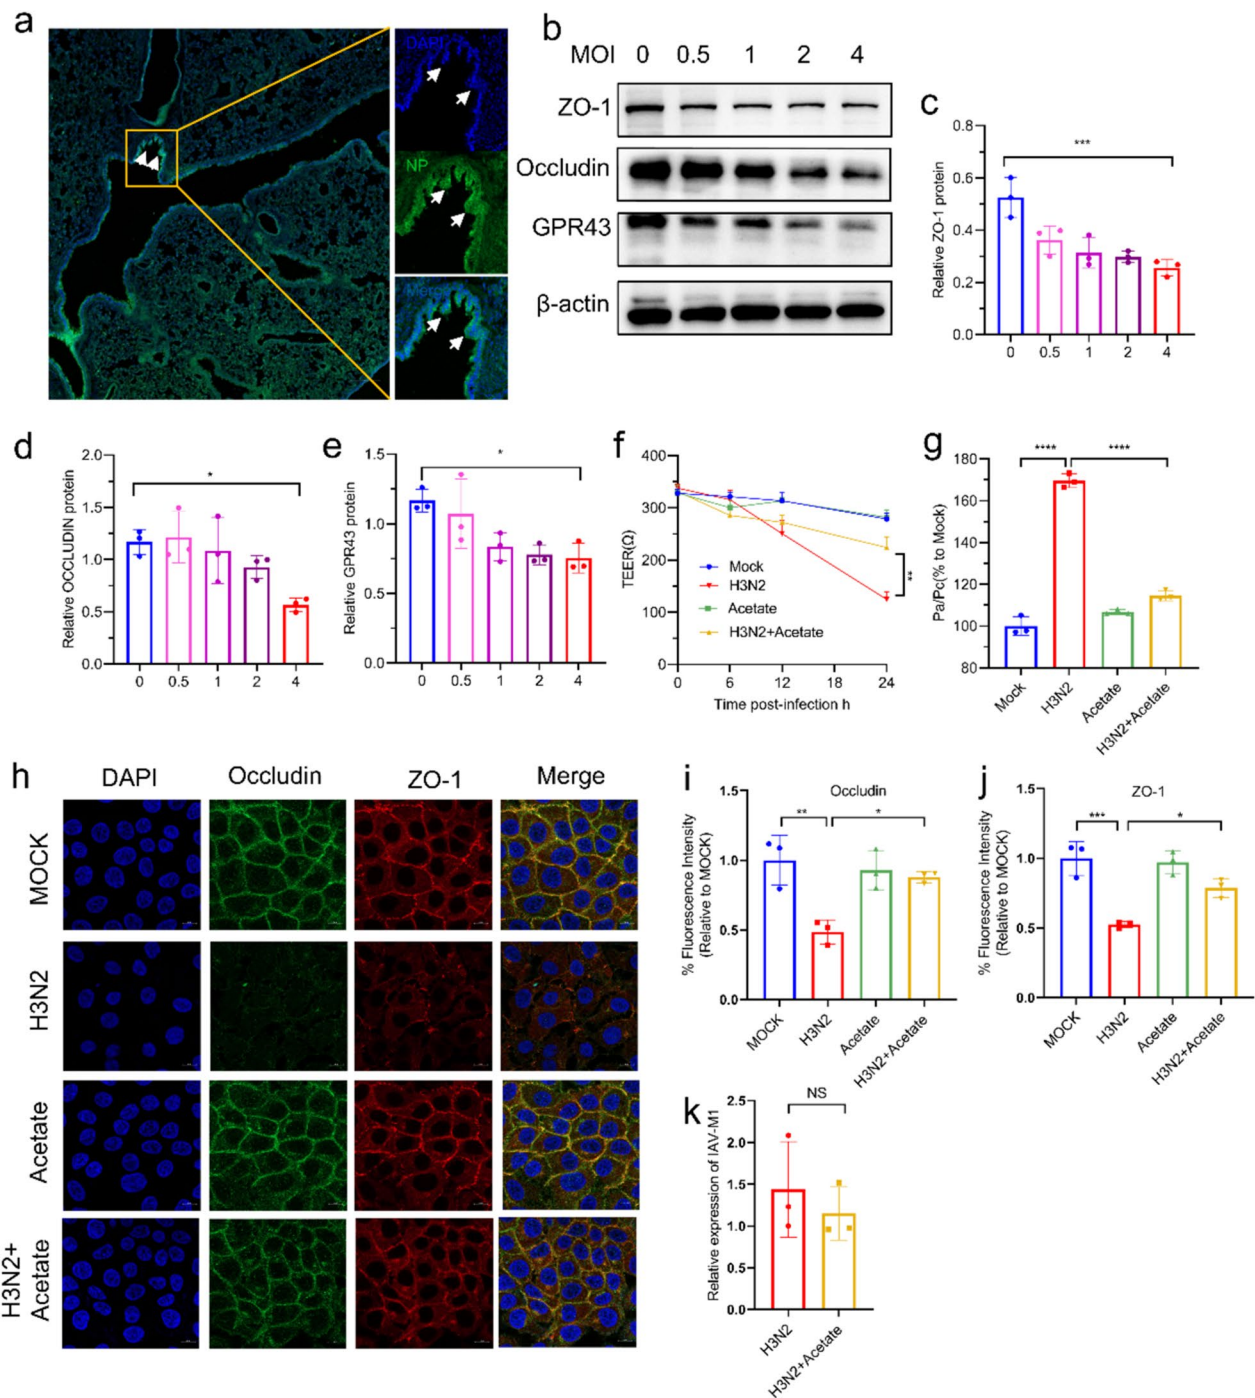 a
DAPI
NP
Merge
b
MOI 0 0.5 1 2 4
ZO-1
Occludin
GPR43
β-actin
c
***
Relative ZO-1 protein
0.8
0.6
0.4
0.2
0.0
0 0.5 1 2 4
d
*
Relative OCCLUDIN protein
2.0
1.5
1.0
0.5
0.0
0 0.5 1 2 4
e
*
Relative GPR43 protein
1.5
1.0
0.5
0.0
0 0.5 1 2 4
f
TEER(Ω)
400
300
200
100
0
Mock
H3N2
Acetate
H3N2+Acetate
**
0 6 12 18 24
Time post-infection h
g
**** ****
Pa/Pc(% to Mock)
180
160
140
120
100
80
Mock
H3N2
Acetate
H3N2+Acetate
h
DAPI Occludin ZO-1 Merge
MOCK
H3N2
Acetate
H3N2+
Acetate
i
Occludin
** *
% Fluorescence Intensity
(Relative to MOCK)
1.5
1.0
0.5
0.0
MOCK
H3N2
Acetate
H3N2+Acetate
j
ZO-1
*** *
% Fluorescence Intensity
(Relative to MOCK)
1.5
1.0
0.5
0.0
MOCK
H3N2
Acetate
H3N2+Acetate
k
NS
Relative expression of IAV-M1
2.5
2.0
1.5
1.0
0.5
0.0
H3N2
H3N2+Acetate